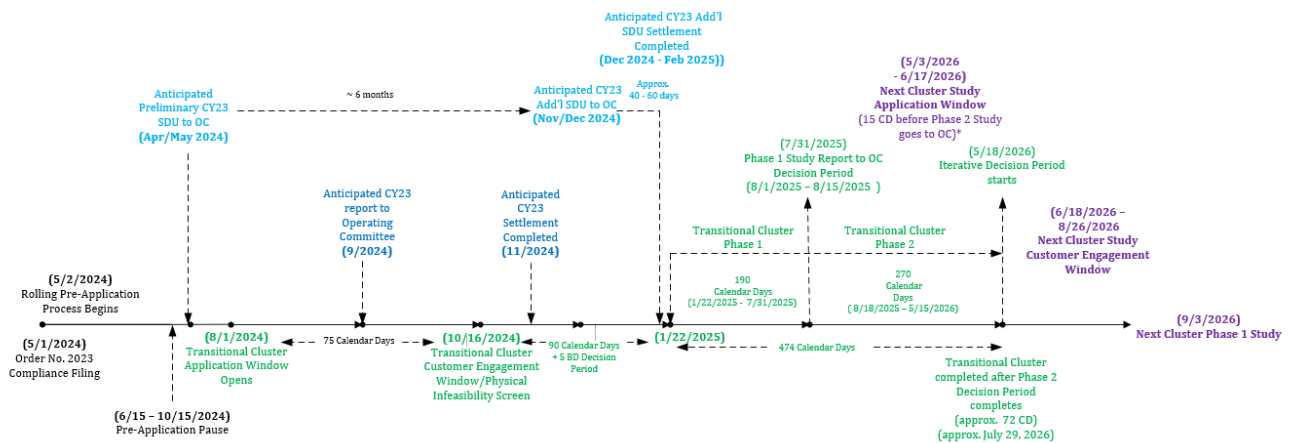 Anticipated CY23 Add'l
SDU Settlement
Completed
(Dec 2024 - Feb 2025))
(5/3/2026
- 6/17/2026)
Next Cluster Study
Application Window
(15 CD before Phase 2 Study
goes to OC)*
Anticipated
Preliminary CY23
SDU to OC
(Apr/May 2024)
~ 6 months
Anticipated CY23
Add'l SDU to OC
(Nov/Dec 2024)
Approx.
40 - 60 days
(7/31/2025)
Phase 1 Study Report to OC
Decision Period
(8/1/2025 – 8/15/2025 )
(5/18/2026)
Iterative Decision Period
starts
Anticipated CY23
report to
Operating
Committee
(9/2024)
Anticipated
CY23
Settlement
Completed
(11/2024)
Transitional Cluster
Phase 1
Transitional Cluster
Phase 2
(6/18/2026 –
8/26/2026
Next Cluster Study
Customer Engagement
Window
190
Calendar Days
(1/22/2025 - 7/31/2025)
270
Calendar
Days
( 8/18/2025 – 5/15/2026)
(5/2/2024)
Rolling Pre-Application
Process Begins
(5/1/2024)
Order No. 2023
Compliance Filing
(6/15 – 10/15/2024)
Pre-Application Pause
(8/1/2024)
Transitional Cluster
Application Window
Opens
75 Calendar Days
(10/16/2024)
Transitional Cluster
Customer Engagement
Window/Physical
Infeasibility Screen
90 Calendar Days
+ 5 BD Decision
Period
(1/22/2025)
474 Calendar Days
Transitional Cluster
completed after Phase 2
Decision Period
completes
(approx. 72 CD)
(approx. July 29, 2026)
(9/3/2026)
Next Cluster Phase 1 Study